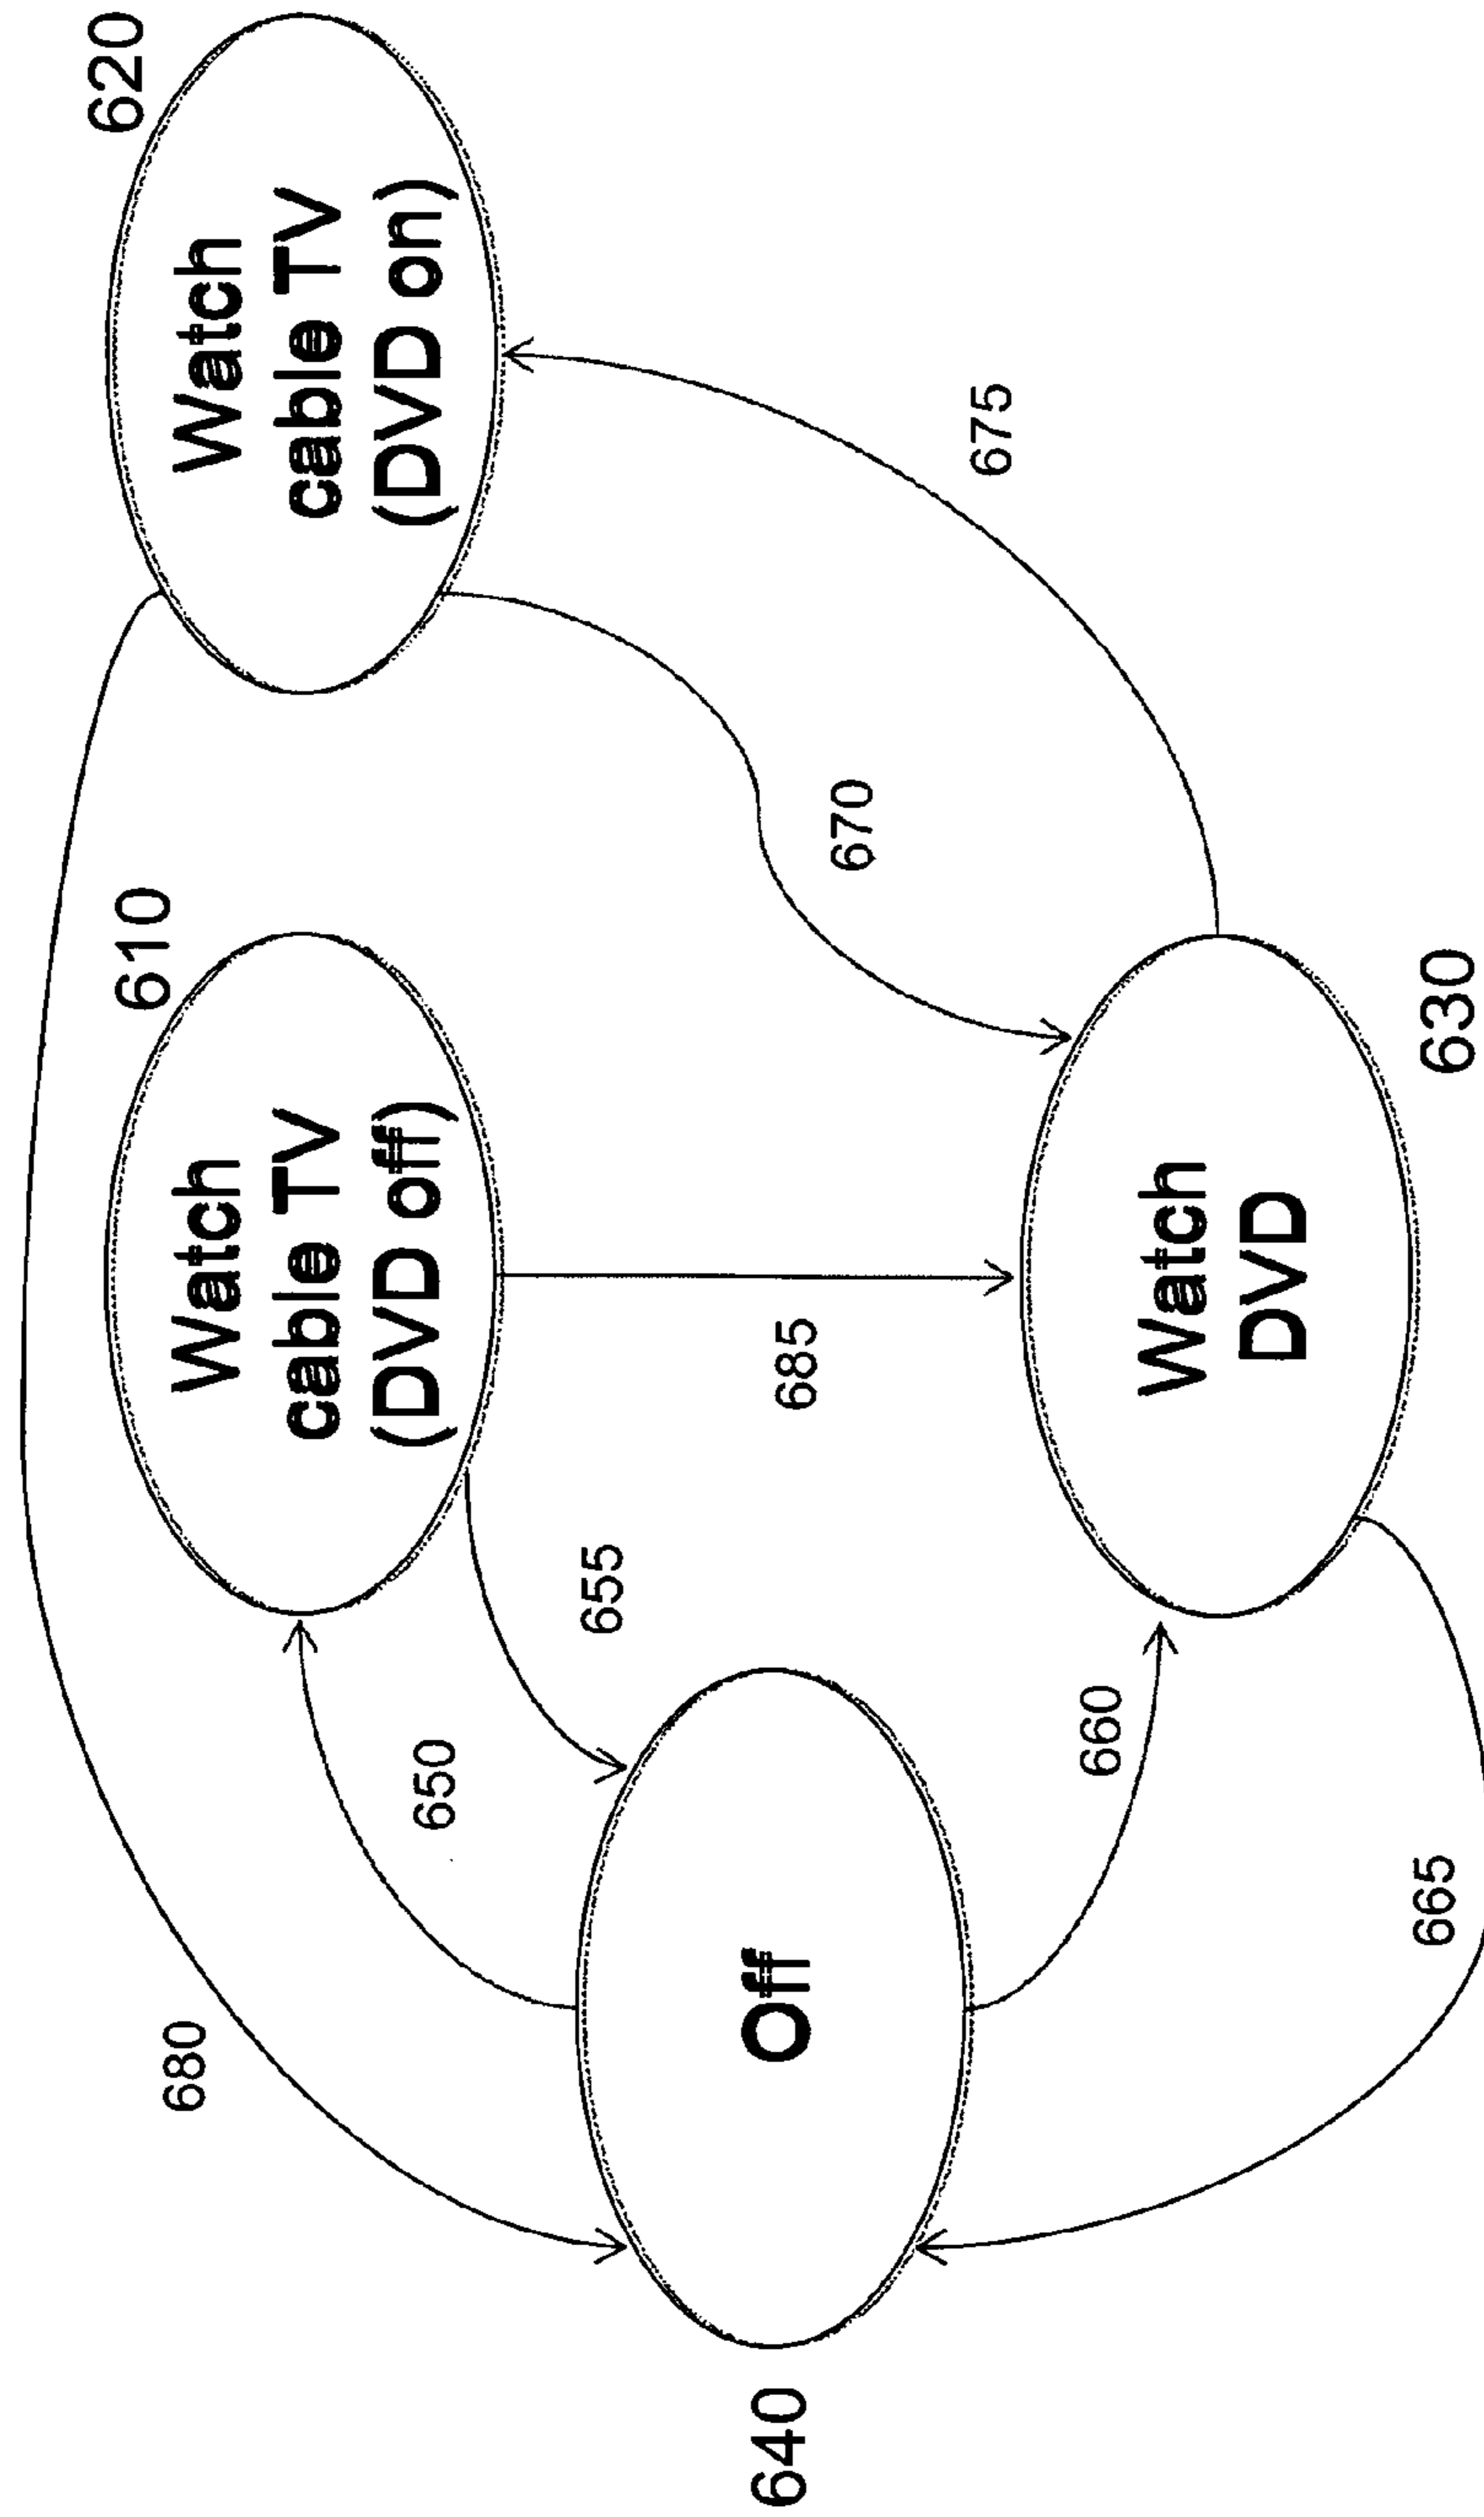 620
Watch
cable TV
(DVD on)
610
Watch
cable TV
(DVD off)
680
650
655
675
670
685
Off
640
660
Watch
DVD
630
665